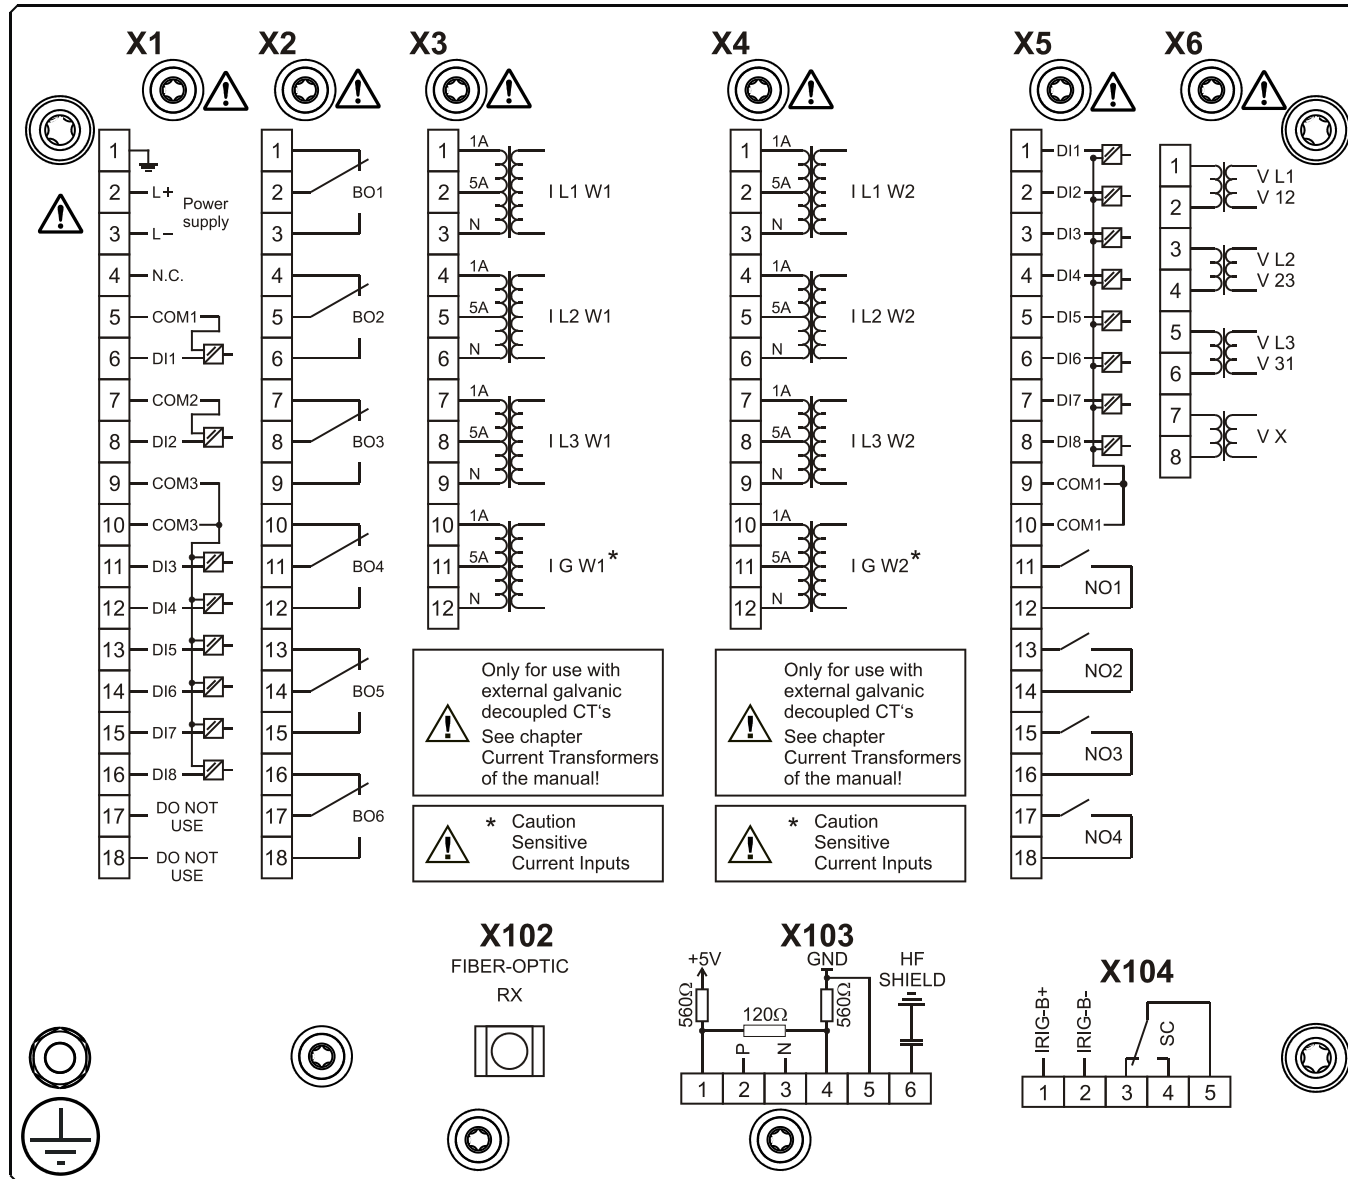 X1
1
2 L+
Power
supply
3 L–
4 N.C.
5 COM1
6 DI1
7 COM2
8 DI2
9 COM3
10 COM3
11 DI3
12 DI4
13 DI5
14 DI6
15 DI7
16 DI8
17 DO NOT
USE
18 DO NOT
USE
X2
1
2 BO1
3
4
5 BO2
6
7
8 BO3
9
10
11 BO4
12
13
14 BO5
15
16
17 BO6
18
X3
1 1A
2 5A I L1 W1
3 N
4 1A
5 5A I L2 W1
6 N
7 1A
8 5A I L3 W1
9 N
10 1A
11 5A I G W1*
12 N
Only for use with
external galvanic
decoupled CT‘s
See chapter
Current Transformers
of the manual!
* Caution
Sensitive
Current Inputs
X4
1 1A
2 5A I L1 W2
3 N
4 1A
5 5A I L2 W2
6 N
7 1A
8 5A I L3 W2
9 N
10 1A
11 5A I G W2*
12 N
Only for use with
external galvanic
decoupled CT‘s
See chapter
Current Transformers
of the manual!
* Caution
Sensitive
Current Inputs
X5
1 DI1
2 DI2
3 DI3
4 DI4
5 DI5
6 DI6
7 DI7
8 DI8
9 COM1
10 COM1
11
NO1
12
13
NO2
14
15
NO3
16
17
NO4
18
X6
1 V L1
2 V 12
3 V L2
4 V 23
5 V L3
6 V 31
7
V X
8
X102
FIBER-OPTIC
RX
X103
+5V GND HF
SHIELD
560Ω 120Ω 560Ω
P N
1 2 3 4 5 6
X104
IRIG-B+ IRIG-B- SC
1 2 3 4 5